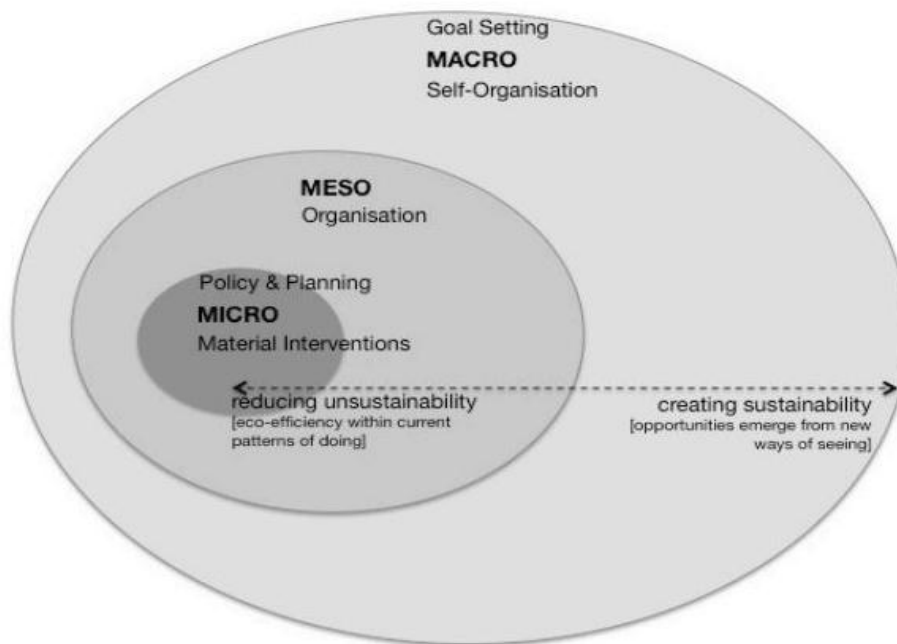 Goal Setting
MACRO
Self-Organisation
MESO
Organisation
Policy & Planning
MICRO
Material Interventions
reducing unsustainability
[eco-efficiency within current
patterns of doing]
creating sustainability
[opportunities emerge from new
ways of seeing]